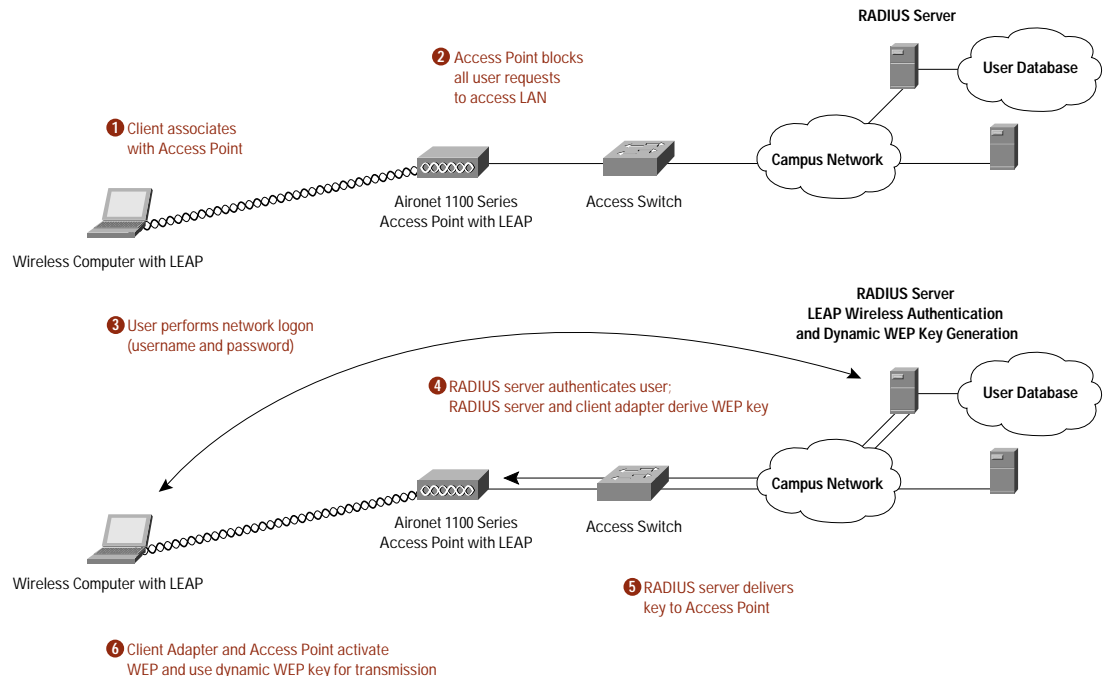 RADIUS Server
User Database
2 Access Point blocks
all user requests
to access LAN
1 Client associates
with Access Point
Campus Network
Aironet 1100 Series
Access Point with LEAP
Access Switch
Wireless Computer with LEAP
RADIUS Server
LEAP Wireless Authentication
and Dynamic WEP Key Generation
3 User performs network logon
(username and password)
4 RADIUS server authenticates user;
RADIUS server and client adapter derive WEP key
User Database
Campus Network
Aironet 1100 Series
Access Point with LEAP
Access Switch
Wireless Computer with LEAP
5 RADIUS server delivers
key to Access Point
6 Client Adapter and Access Point activate
WEP and use dynamic WEP key for transmission